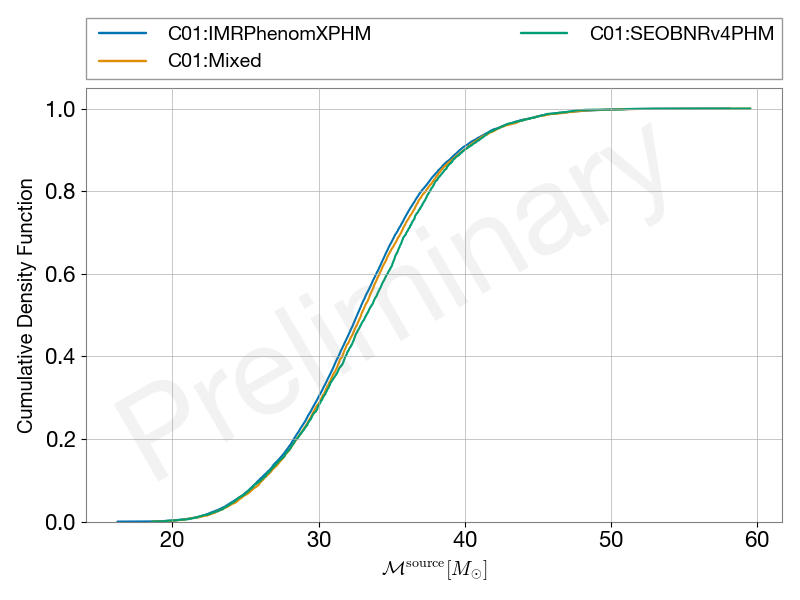 C01:IMRPhenomXPHM
C01:Mixed
C01:SEOBNRv4PHM
1.0
0.8
0.6
0.4
0.2
0.0
20
30
40
50
60
Cumulative Density Function
ℳ^source [M_⊙]
Preliminary